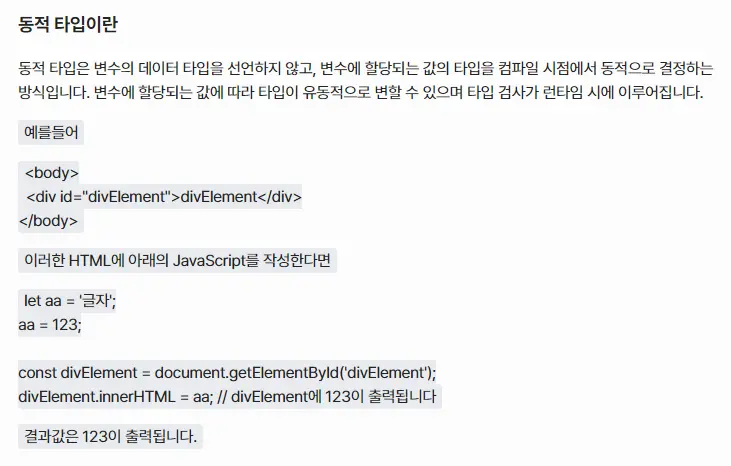 동적 타입이란
동적 타입은 변수의 데이터 타입을 선언하지 않고, 변수에 할당되는 값의 타입을 컴파일 시점에서 동적으로 결정하는
방식입니다. 변수에 할당되는 값에 따라 타입이 유동적으로 변할 수 있으며 타입 검사가 런타임 시에 이루어집니다.
예를들어
<body>
<div id="divElement">divElement</div>
</body>
이러한 HTML에 아래의 JavaScript를 작성한다면
let aa = '글자';
aa = 123;
const divElement = document.getElementById('divElement');
divElement.innerHTML = aa; // divElement에 123이 출력됩니다
결과값은 123이 출력됩니다.